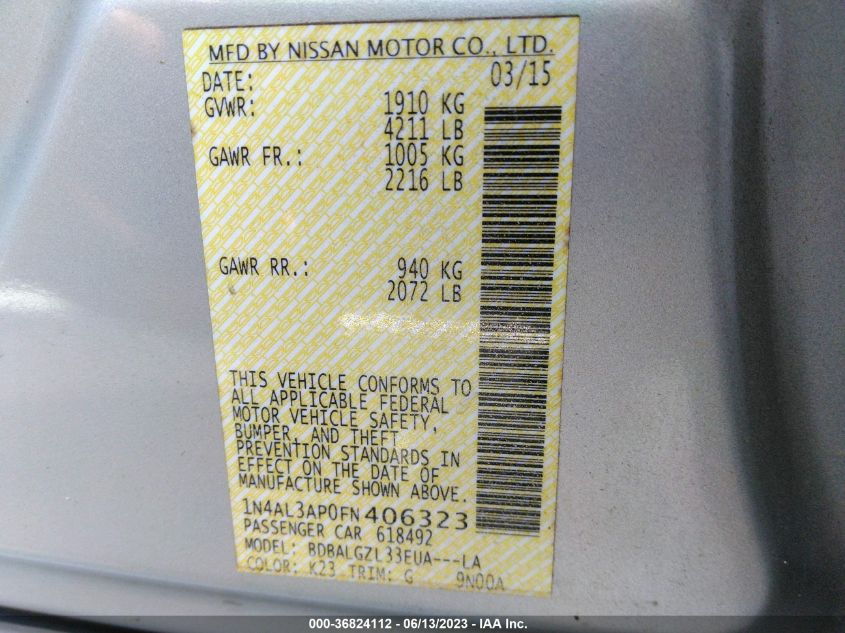 MFD BY NISSAN MOTOR CO., LTD.
DATE: 03/15
GVWR: 1910 KG
4211 LB
GAWR FR.: 1005 KG
2216 LB
GAWR RR.: 940 KG
2072 LB
THIS VEHICLE CONFORMS TO
ALL APPLICABLE FEDERAL
MOTOR VEHICLE SAFETY,
BUMPER, AND THEFT
PREVENTION STANDARDS IN
EFFECT ON THE DATE OF
MANUFACTURE SHOWN ABOVE.
1N4AL3AP0FN406323
PASSENGER CAR 618492
MODEL: BDBALGZL33EUA---LA
COLOR: K23 TRIM: G 9N00A
000-36824112 - 06/13/2023 - IAA Inc.